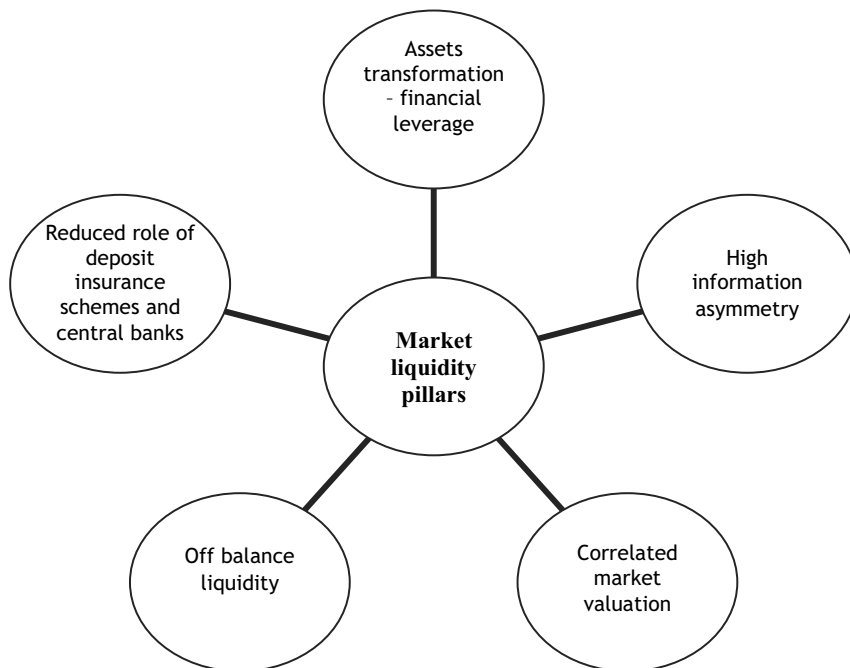 Assets
transformation
– financial
leverage
Reduced role of
deposit
insurance
schemes and
central banks
High
information
asymmetry
Market
liquidity
pillars
Off balance
liquidity
Correlated
market
valuation